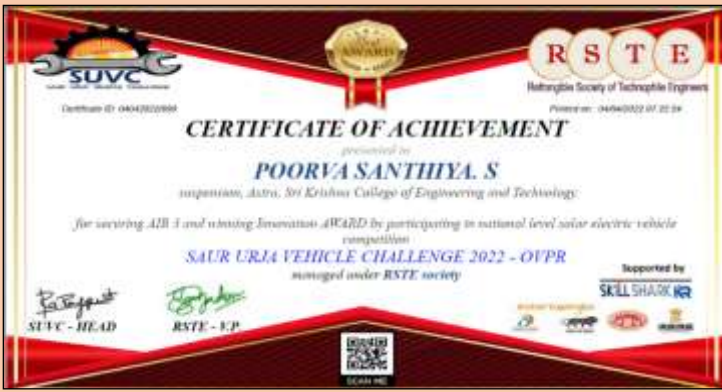 SUVC
AWARD
R S T E
Rettangible Society of Technophile Engineers
CERTIFICATE OF ACHIEVEMENT
presented to
POORVA SANTHIYA. S
suspension, Astra, Sri Krishna College of Engineering and Technology
for securing AIR 3 and winning Innovation AWARD by participating in national level solar electric vehicle
competition
SAUR URJA VEHICLE CHALLENGE 2022 - OVPR
managed under RSTE society
Supported by
SKILL SHARK
SUVC - HEAD
RSTE - V.P
SCAN ME